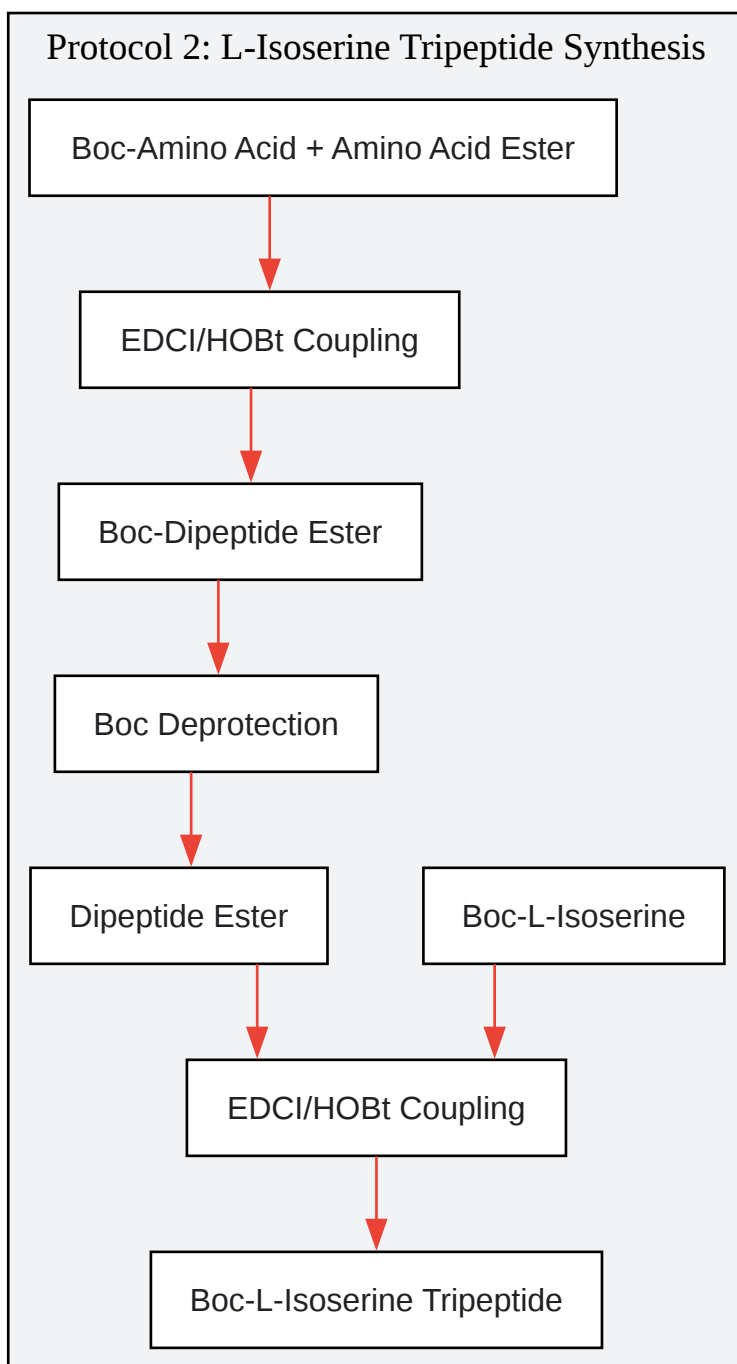 Protocol 2: L-Isoserine Tripeptide Synthesis
Boc-Amino Acid + Amino Acid Ester
EDCI/HOBt Coupling
Boc-Dipeptide Ester
Boc Deprotection
Dipeptide Ester
Boc-L-Isoserine
EDCI/HOBt Coupling
Boc-L-Isoserine Tripeptide